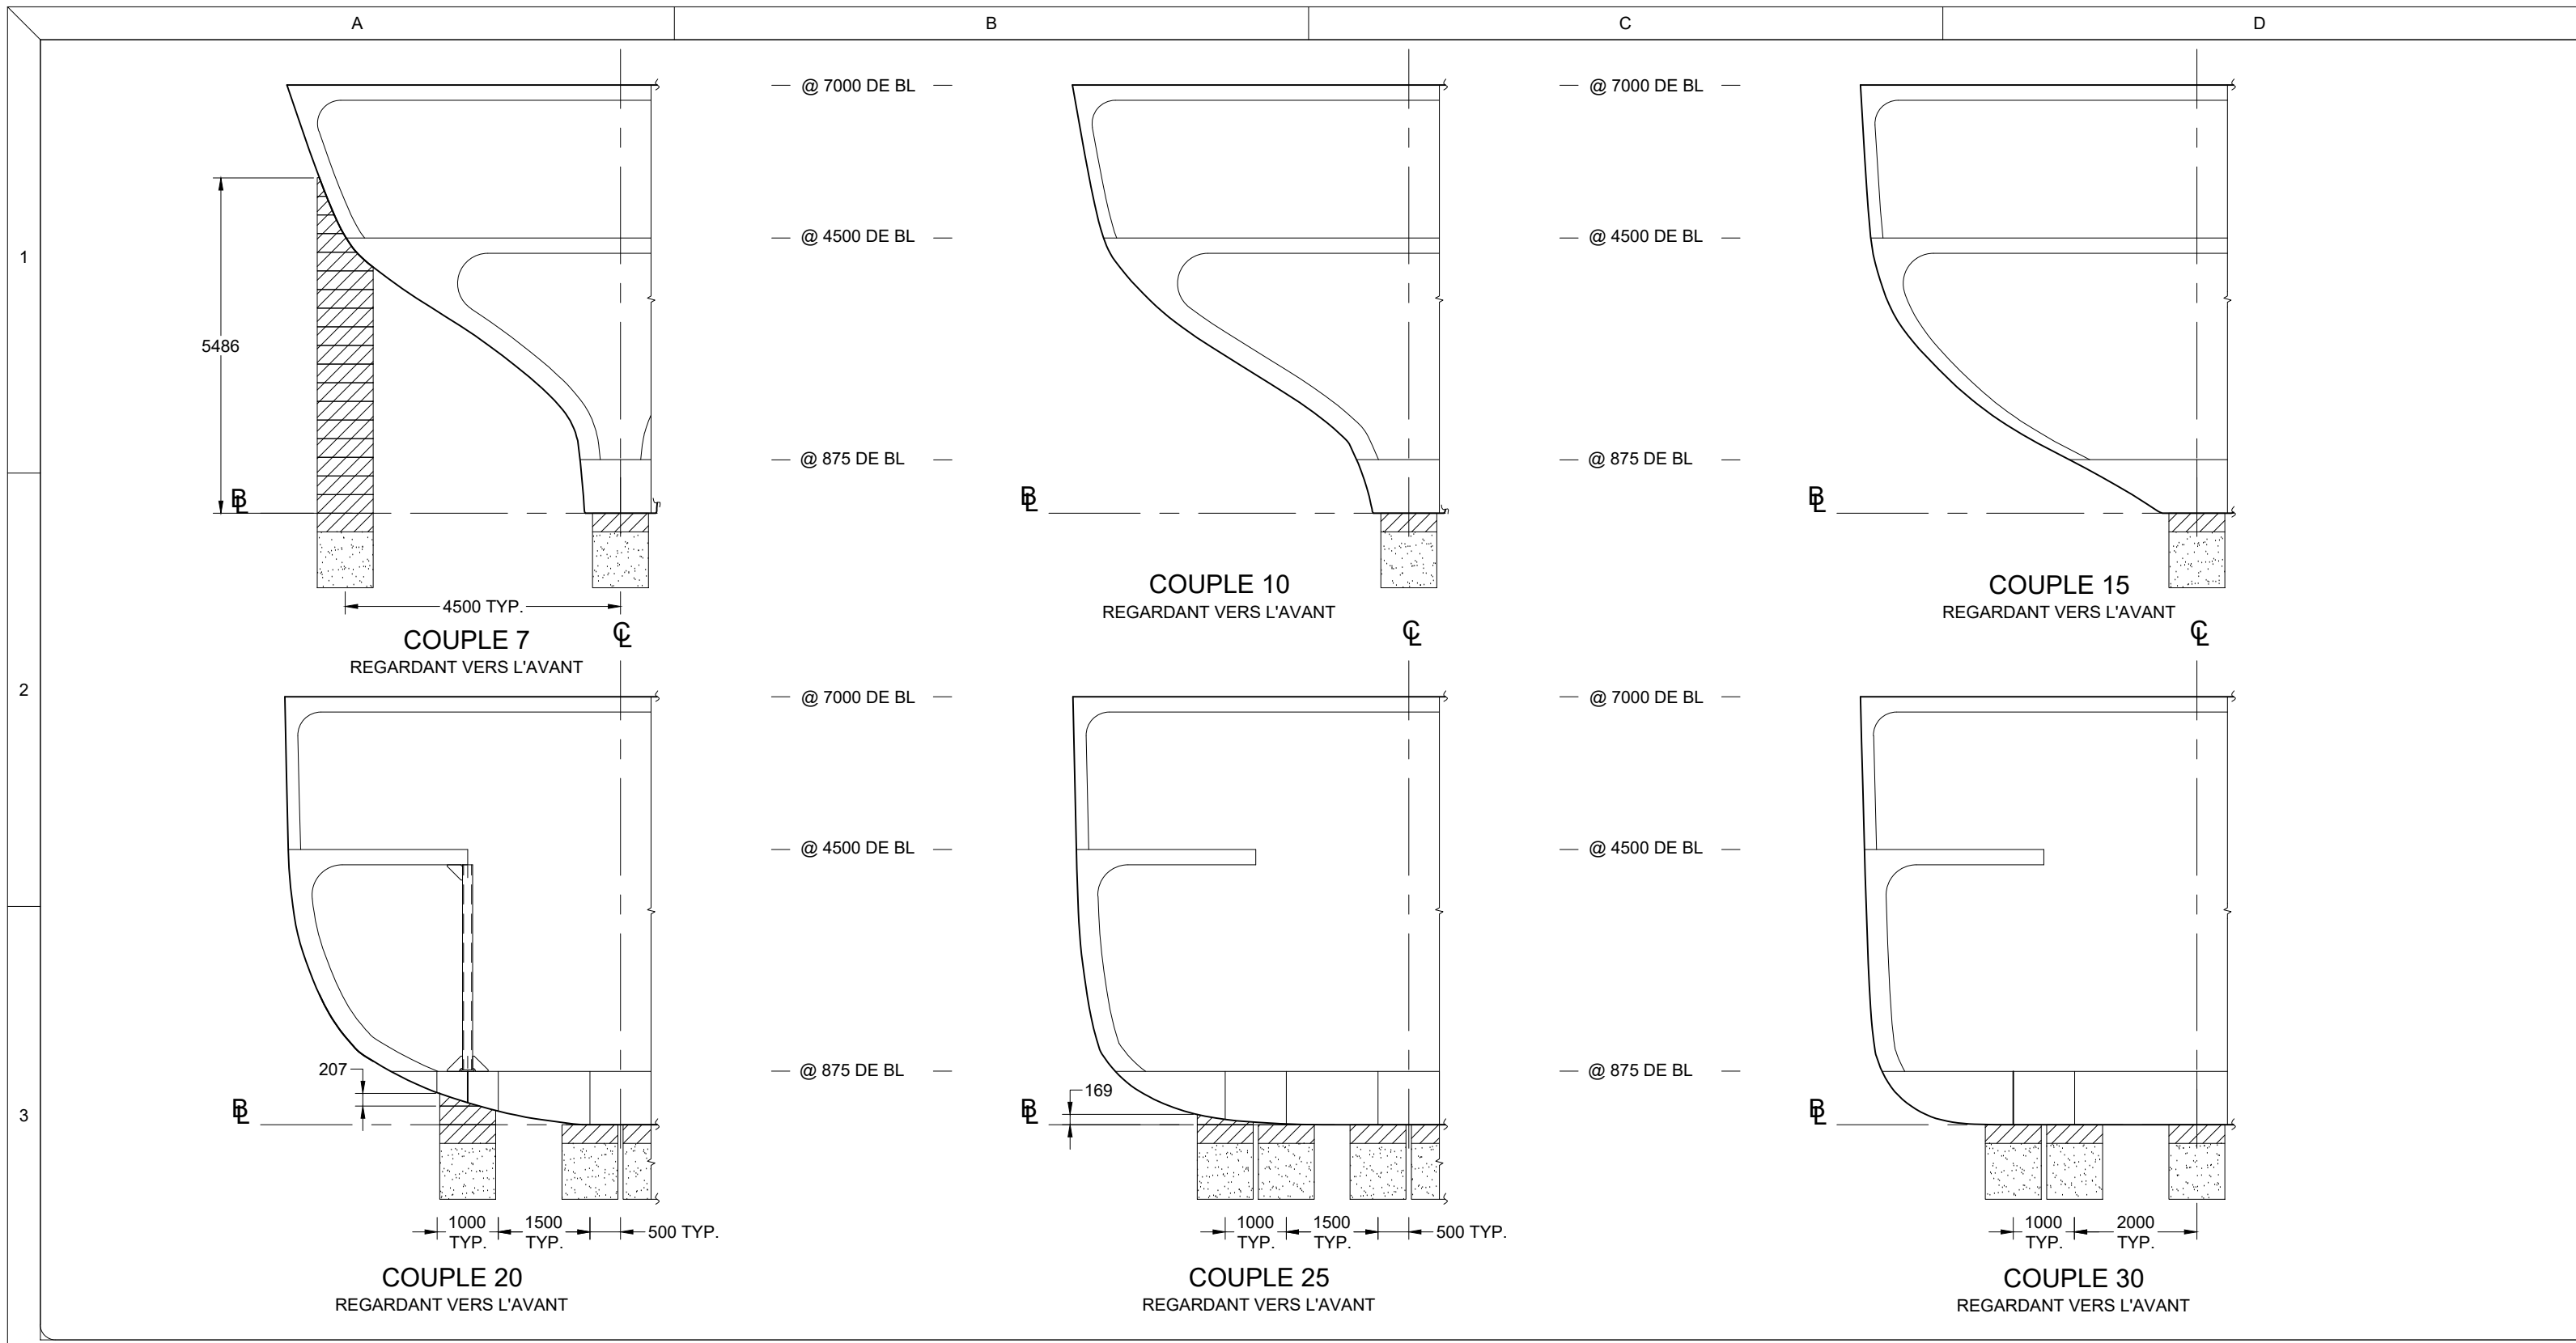 A
B
C
D
1
2
3
@ 7000 DE BL
@ 7000 DE BL
@ 4500 DE BL
@ 4500 DE BL
5486
@ 875 DE BL
@ 875 DE BL
BL
BL
BL
4500 TYP.
COUPLE 7
REGARDANT VERS L'AVANT
COUPLE 10
REGARDANT VERS L'AVANT
COUPLE 15
REGARDANT VERS L'AVANT
CL
CL
CL
@ 7000 DE BL
@ 7000 DE BL
@ 4500 DE BL
@ 4500 DE BL
207
@ 875 DE BL
169
@ 875 DE BL
BL
BL
BL
1000
TYP.
1500
TYP.
500 TYP.
1000
TYP.
1500
TYP.
500 TYP.
1000
TYP.
2000
TYP.
COUPLE 20
REGARDANT VERS L'AVANT
COUPLE 25
REGARDANT VERS L'AVANT
COUPLE 30
REGARDANT VERS L'AVANT